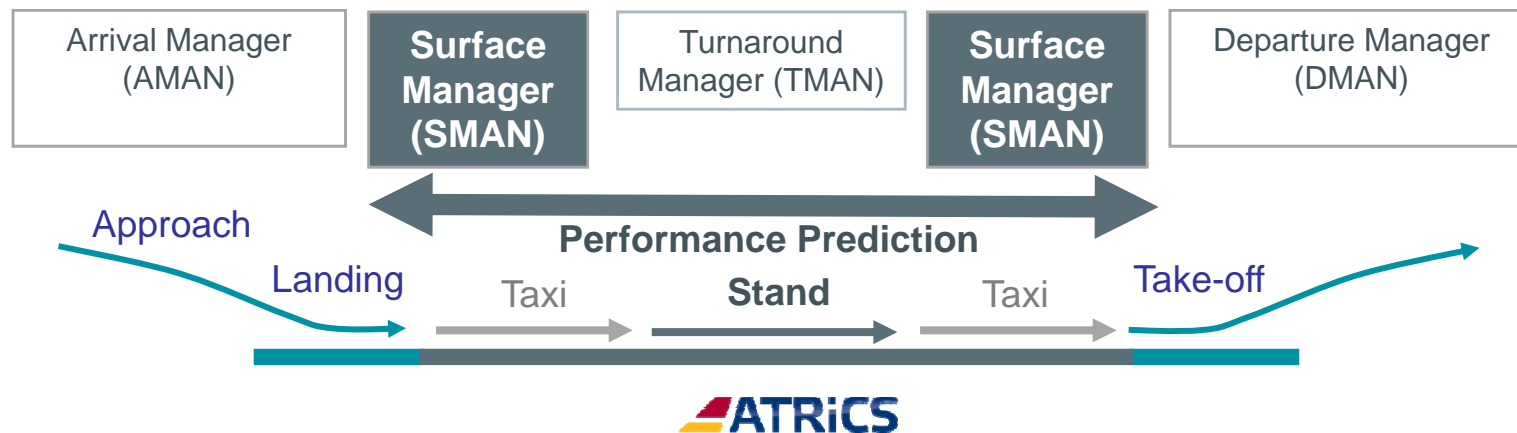 Arrival Manager
(AMAN)
Surface
Manager
(SMAN)
Turnaround
Manager (TMAN)
Surface
Manager
(SMAN)
Departure Manager
(DMAN)
Approach
Performance Prediction
Landing
Taxi
Stand
Taxi
Take-off
ATRiCS